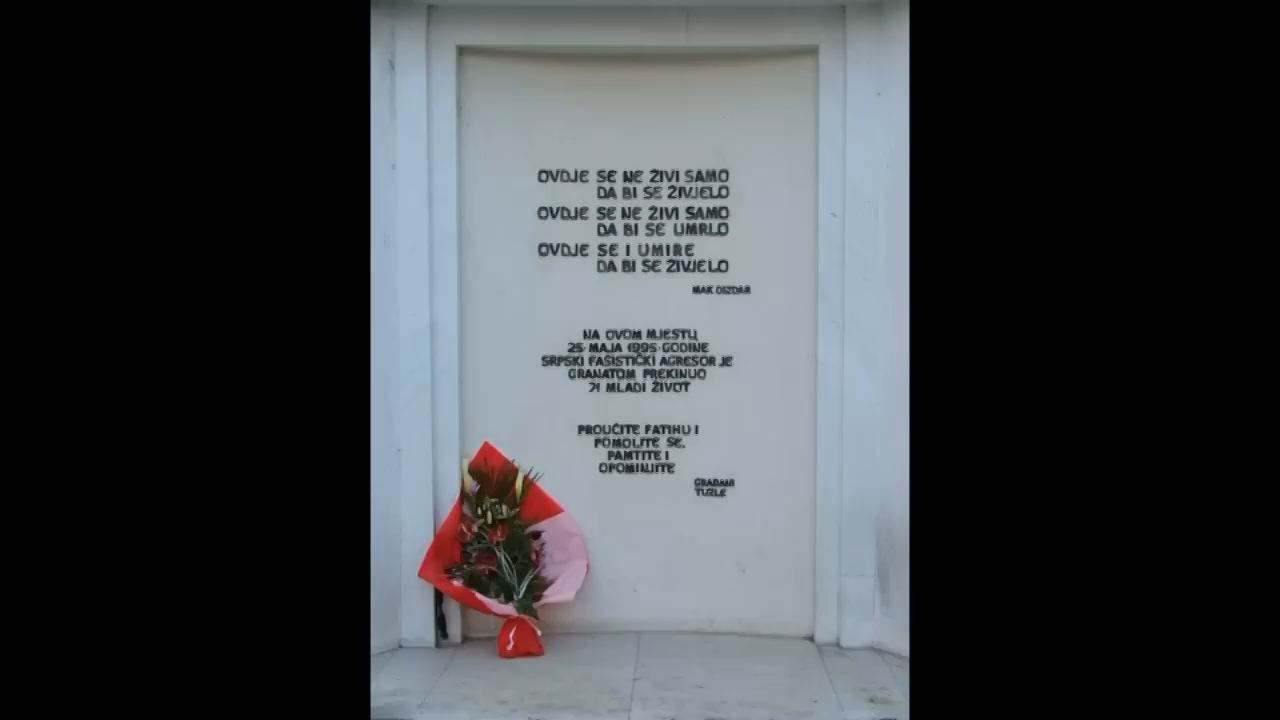 OVDJE SE NE ŽIVI SAMO
DA BI SE ŽIVJELO
OVDJE SE NE ŽIVI SAMO
DA BI SE UMRLO
OVDJE SE I UMIRE
DA BI SE ŽIVJELO
MAK DIZDAR
NA OVOM MJESTU
25. MAJA 1995. GODINE
SRPSKI FAŠISTIČKI AGRESOR JE
GRANATOM PREKINUO
71 MLADI ŽIVOT
PROUČITE FATIHU I
POMOLITE SE.
PAMTITE I
OPOMINJITE
GRAĐANI
TUZLE